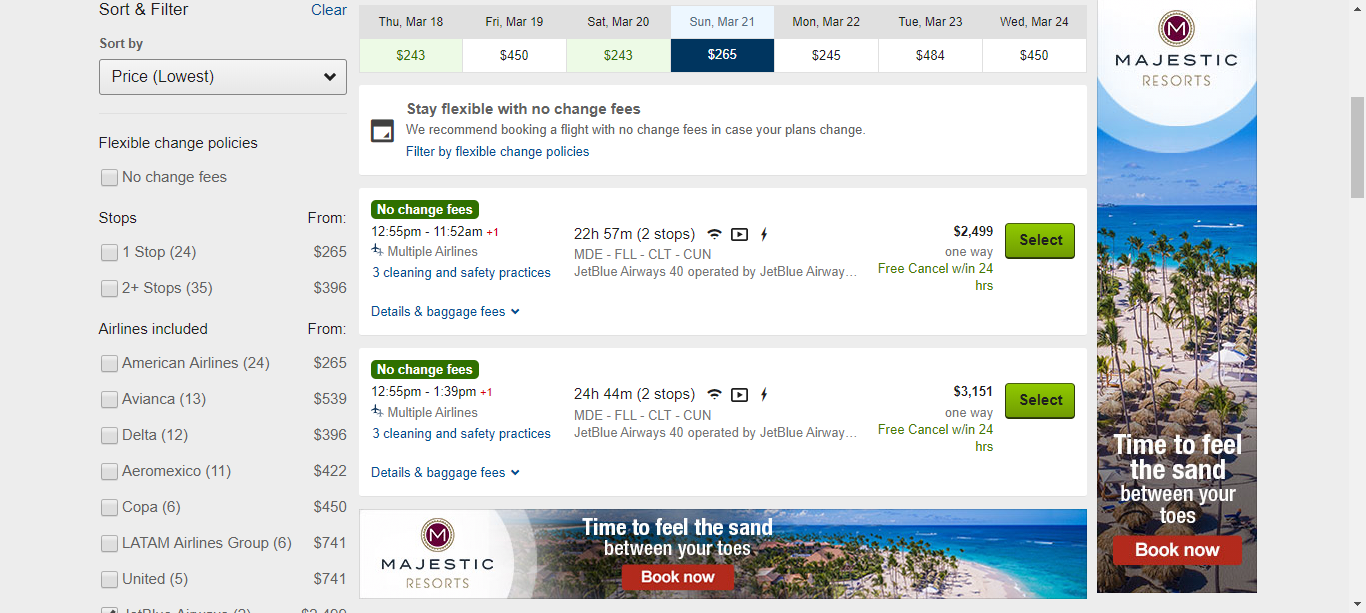 Sort & Filter
Clear
Sort by
Price (Lowest)
Flexible change policies
No change fees
Stops From:
1 Stop (24) $265
2+ Stops (35) $396
Airlines included From:
American Airlines (24) $265
Avianca (13) $539
Delta (12) $396
Aeromexico (11) $422
Copa (6) $450
LATAM Airlines Group (6) $741
United (5) $741
JetBlue Airways (2) $2,499
Thu, Mar 18 Fri, Mar 19 Sat, Mar 20 Sun, Mar 21 Mon, Mar 22 Tue, Mar 23 Wed, Mar 24
$243 $450 $243 $265 $245 $484 $450
Stay flexible with no change fees
We recommend booking a flight with no change fees in case your plans change.
Filter by flexible change policies
No change fees
12:55pm - 11:52am +1
Multiple Airlines
3 cleaning and safety practices
Details & baggage fees
22h 57m (2 stops)
MDE - FLL - CLT - CUN
JetBlue Airways 40 operated by JetBlue Airway…
$2,499
one way
Free Cancel w/in 24
hrs
Select
No change fees
12:55pm - 1:39pm +1
Multiple Airlines
3 cleaning and safety practices
Details & baggage fees
24h 44m (2 stops)
MDE - FLL - CLT - CUN
JetBlue Airways 40 operated by JetBlue Airway…
$3,151
one way
Free Cancel w/in 24
hrs
Select
M
MAJESTIC
RESORTS
Time to feel the sand
between your toes
Book now
M
MAJESTIC
RESORTS
Time to feel
the sand
between your
toes
Book now